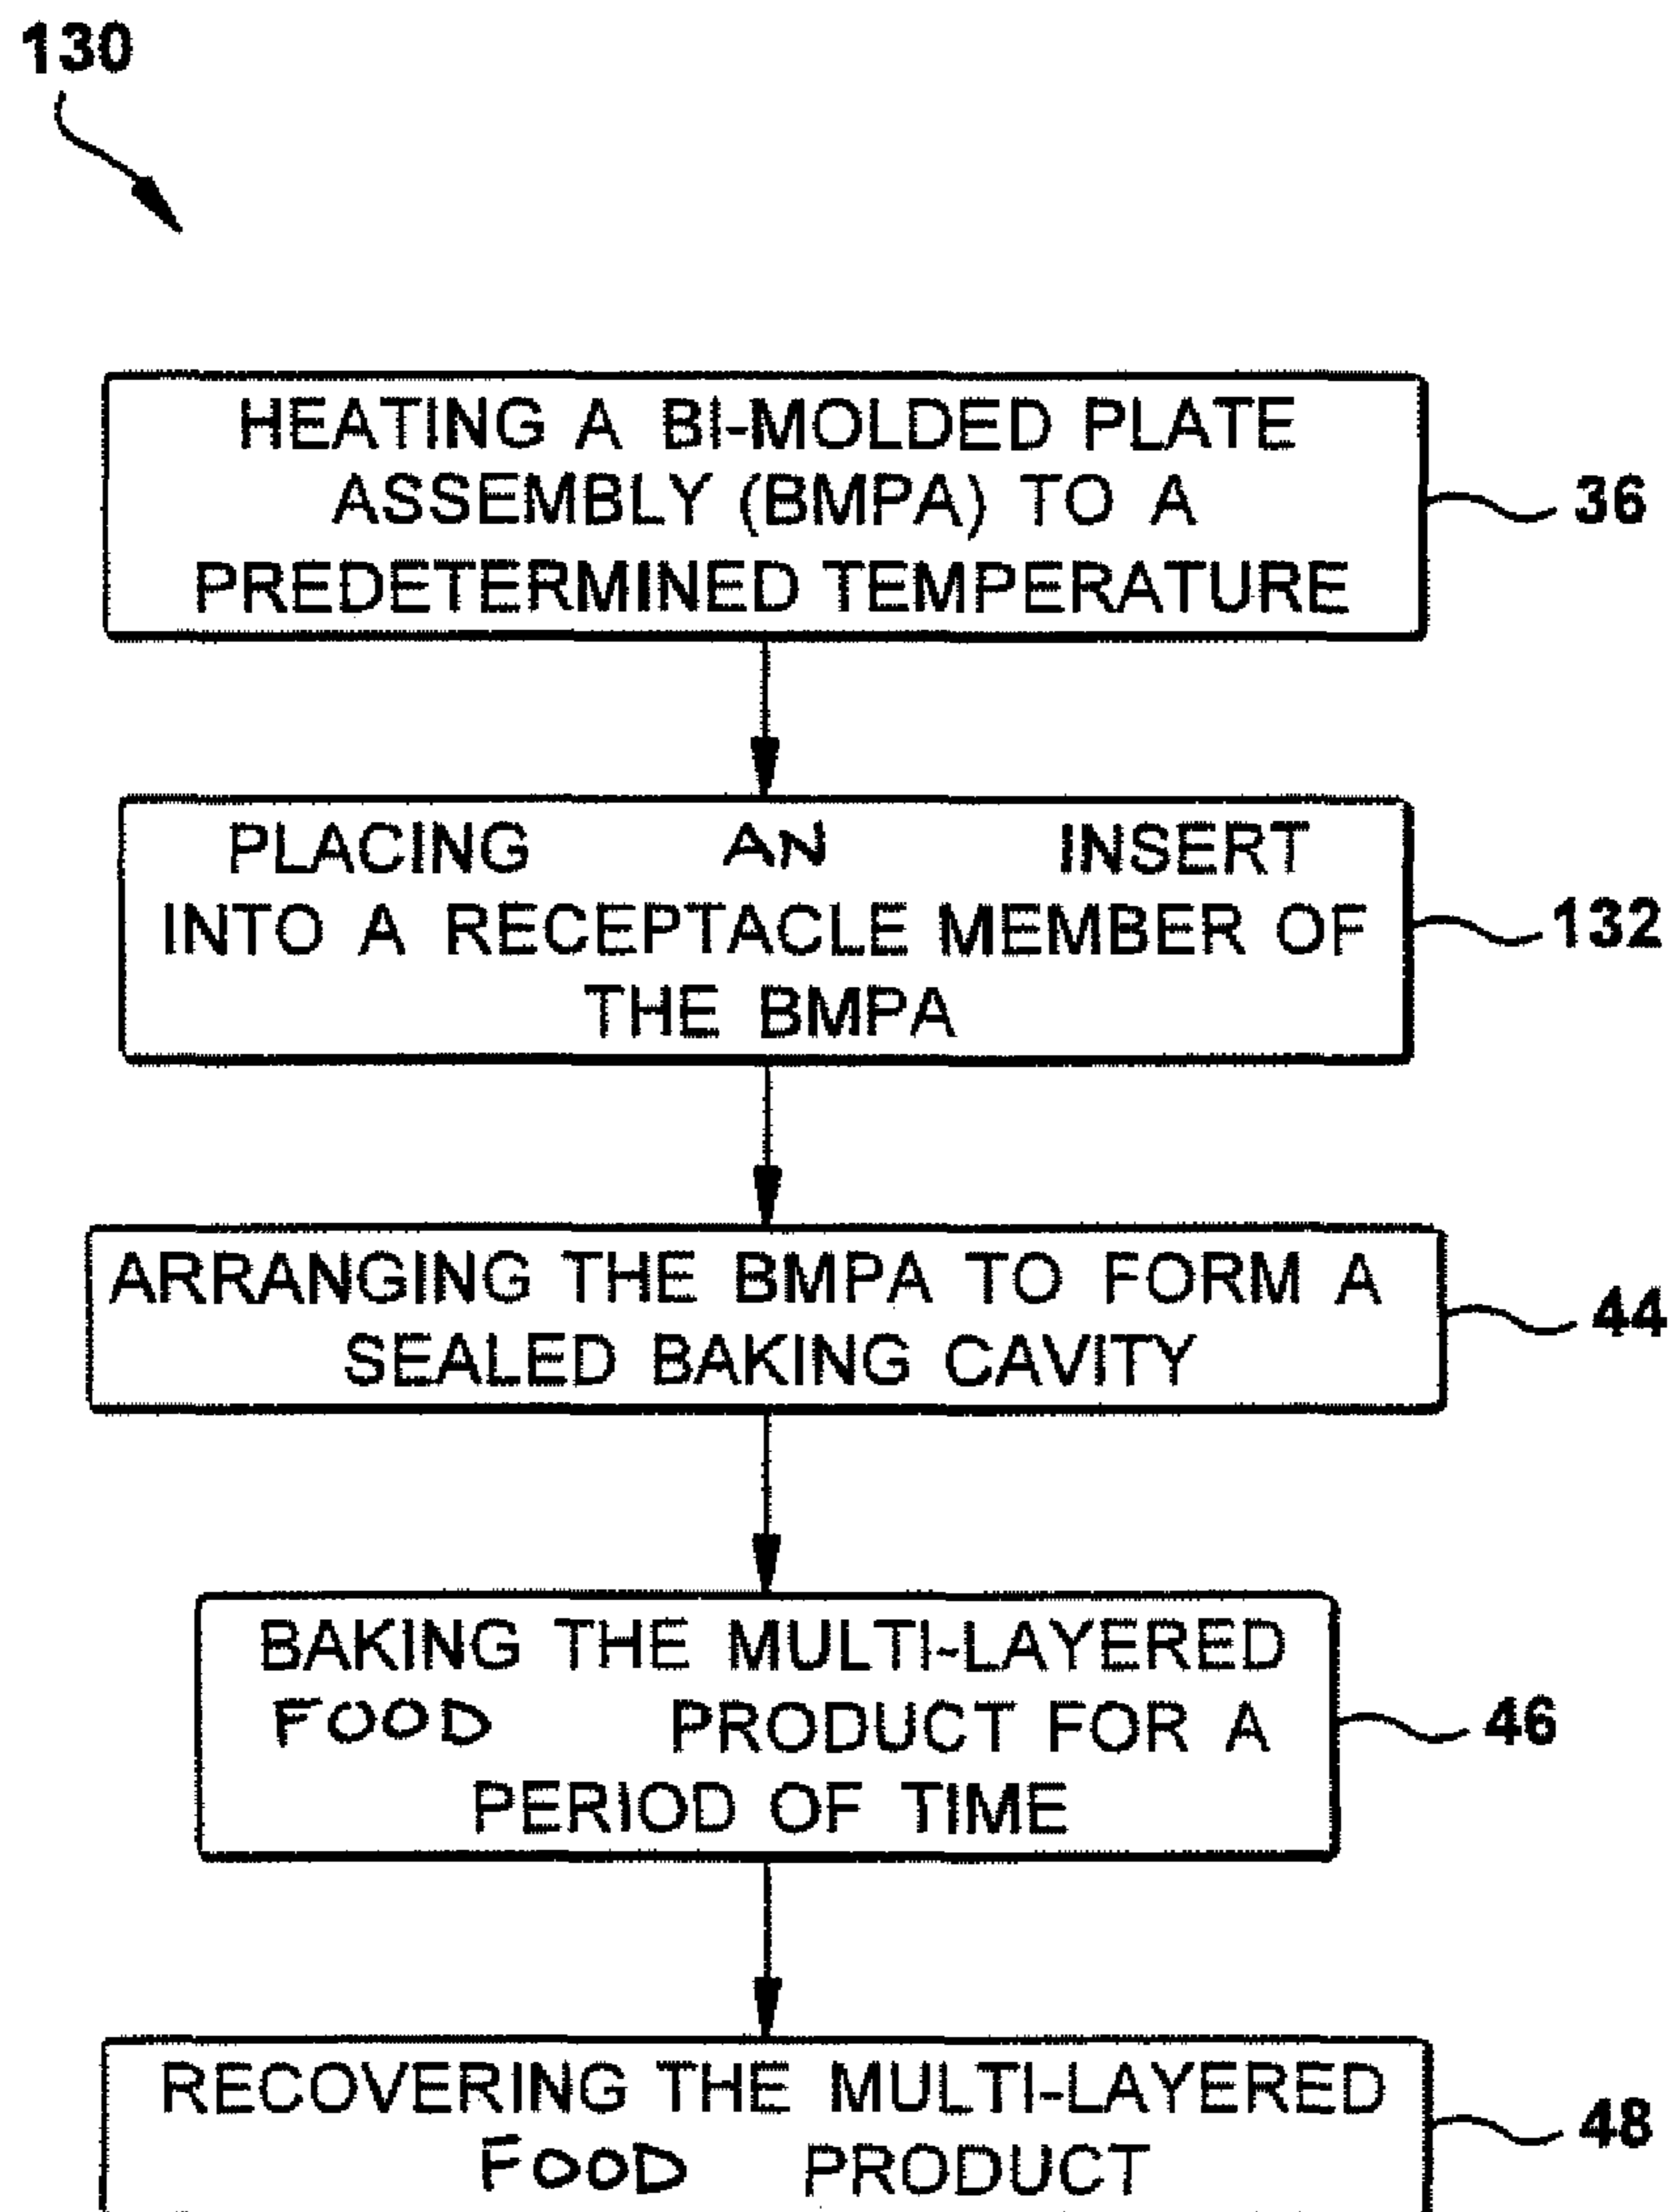 130
HEATING A BI-MOLDED PLATE
ASSEMBLY (BMPA) TO A
PREDETERMINED TEMPERATURE
36
PLACING AN INSERT
INTO A RECEPTACLE MEMBER OF
THE BMPA
132
ARRANGING THE BMPA TO FORM A
SEALED BAKING CAVITY
44
BAKING THE MULTI-LAYERED
FOOD PRODUCT FOR A
PERIOD OF TIME
46
RECOVERING THE MULTI-LAYERED
FOOD PRODUCT
48